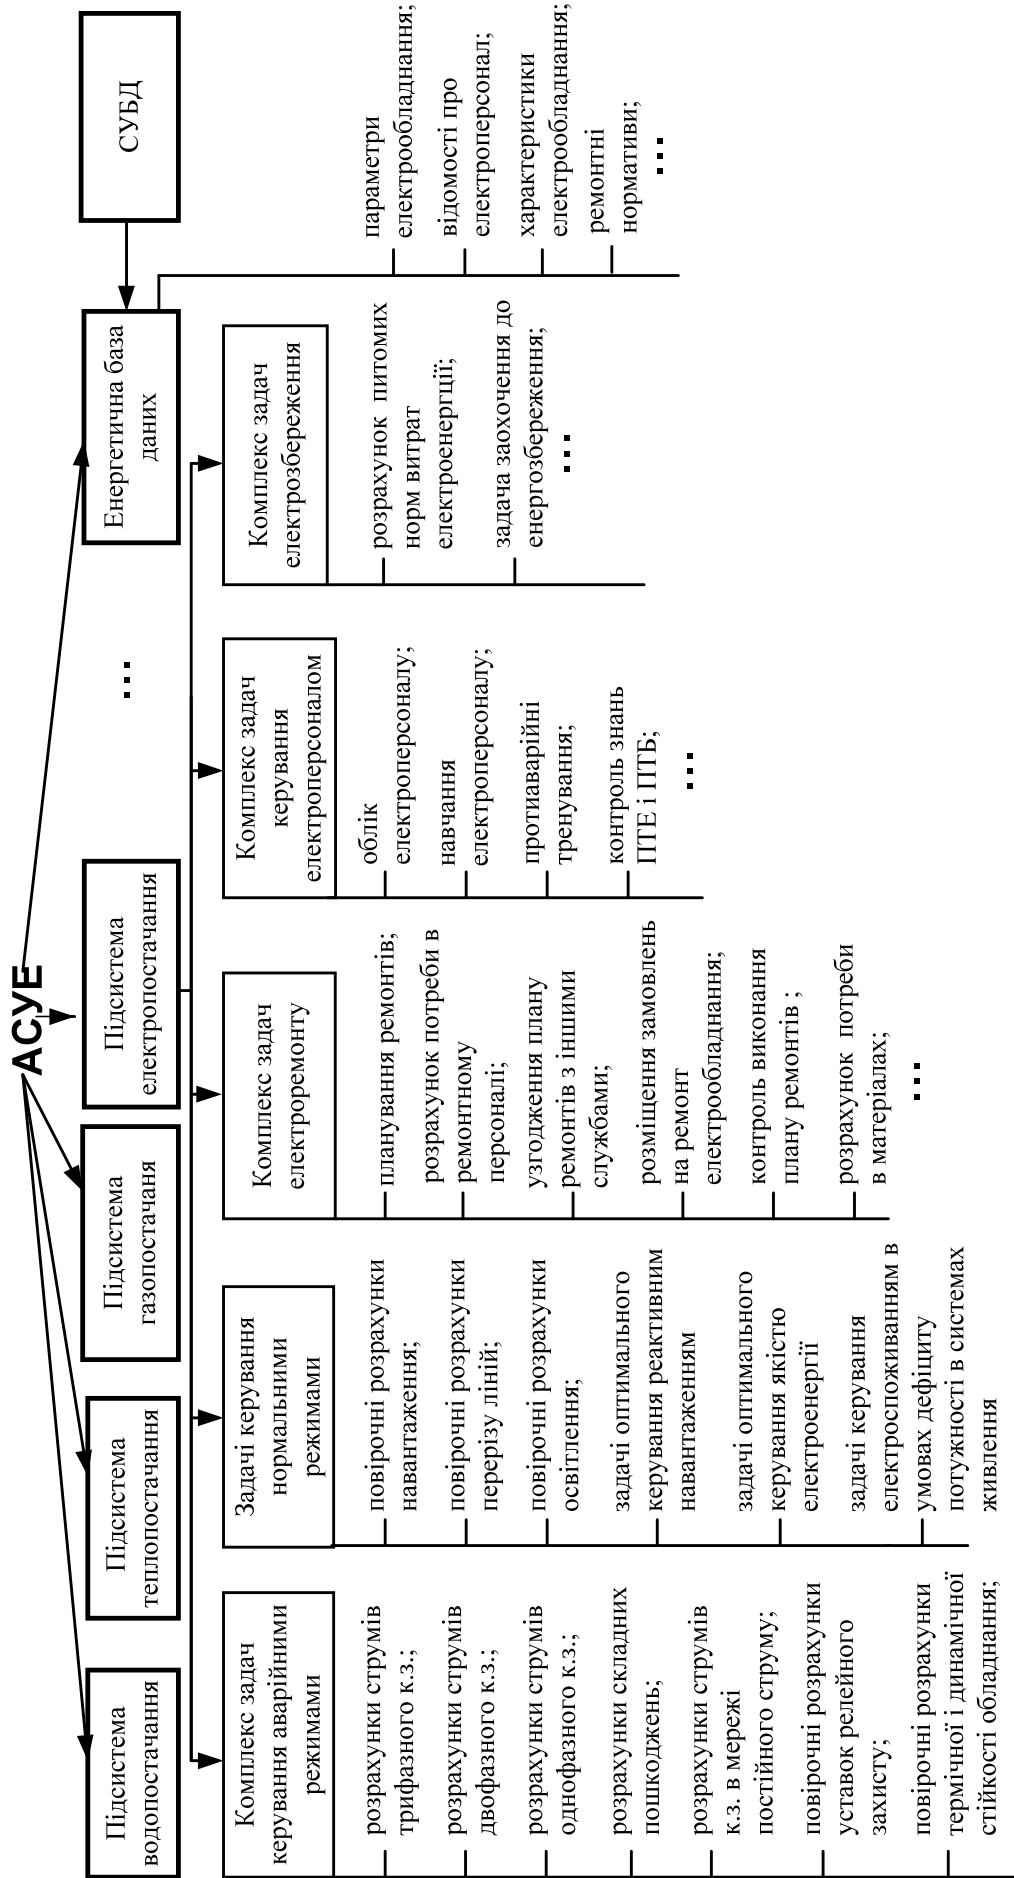 АСУЕ
Підсистема
водопостачання
Підсистема
теплопостачання
Підсистема
газопостачаня
Підсистема
електропостачання
...
Енергетична база
даних
СУБД
Комплекс задач
керування аварійними
режимами
розрахунки струмів
трифазного к.з.;
розрахунки струмів
двофазного к.з.;
розрахунки струмів
однофазного к.з.;
розрахунки складних
пошкоджень;
розрахунки струмів
к.з. в мережі
постійного струму;
повірочні розрахунки
уставок релейного
захисту;
повірочні розрахунки
термічної і динамічної
стійкості обладнання;
Задачі керування
нормальними
режимами
повірочні розрахунки
навантаження;
повірочні розрахунки
перерізу ліній;
повірочні розрахунки
освітлення;
задачі оптимального
керування реактивним
навантаженням
задачі оптимального
керування якістю
електроенергії
задачі керування
електроспоживанням в
умовах дефіциту
потужності в системах
живлення
Комплекс задач
електроремонту
планування ремонтів;
розрахунок потреби в
ремонтному
персоналі;
узгодження плану
ремонтів з іншими
службами;
розміщення замовлень
на ремонт
електрообладнання;
контроль виконання
плану ремонтів ;
розрахунок потреби
в матеріалах;
...
Комплекс задач
керування
електроперсоналом
облік
електроперсоналу;
навчання
електроперсоналу;
протиаварійні
тренування;
контроль знань
ПТЕ і ПТБ;
...
Комплекс задач
електрозбереження
розрахунок питомих
норм витрат
електроенергції;
задача заохочення до
енергозбереження;
...
параметри
електрообладнання;
відомості про
електроперсонал;
характеристики
електрообладнання;
ремонтні
нормативи;
...